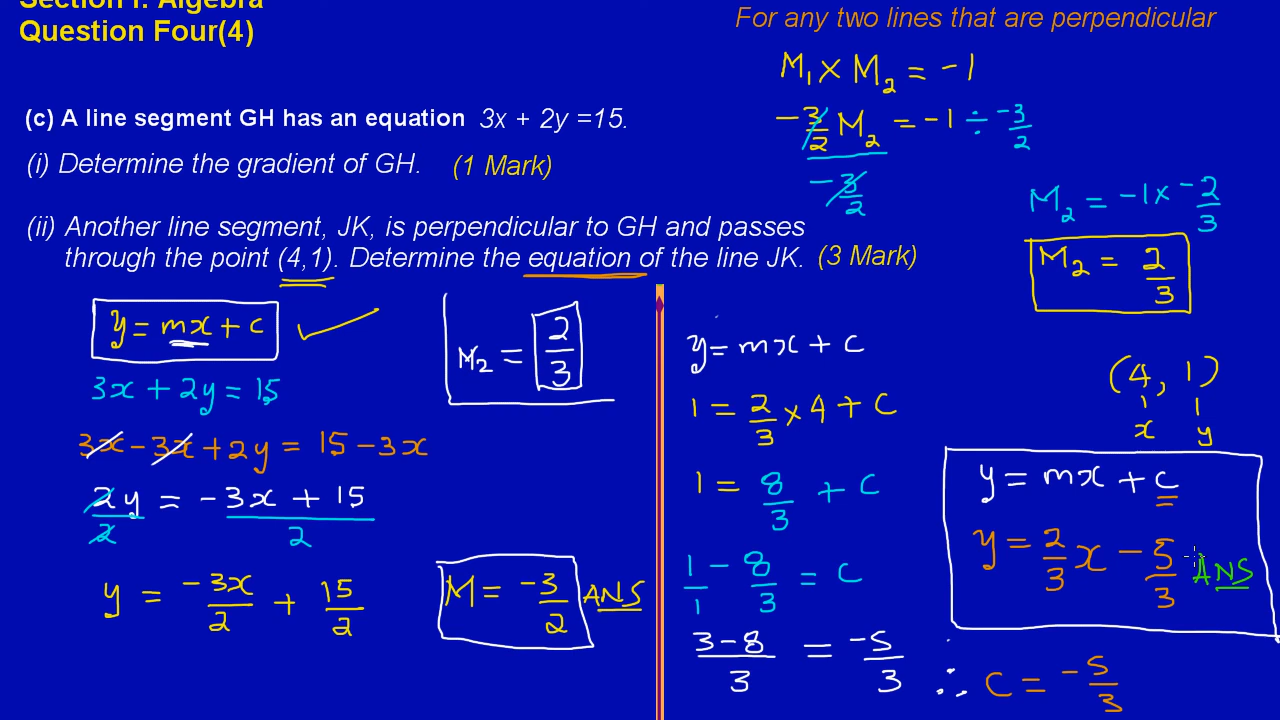 Section I: Algebra
Question Four(4)
(c) A line segment GH has an equation 3x + 2y =15.
(i) Determine the gradient of GH. (1 Mark)
(ii) Another line segment, JK, is perpendicular to GH and passes
through the point (4,1). Determine the equation of the line JK. (3 Mark)
y = mx + c
3x + 2y = 15
3x - 3x + 2y = 15 - 3x
2y/2 = (-3x + 15)/2
y = -3x/2 + 15/2
M = -3/2 ANS
M₂ = 2/3
For any two lines that are perpendicular
M₁ × M₂ = -1
-3/2 M₂ = -1 ÷ -3/2
-3/2
M₂ = -1 x -2/3
M₂ = 2/3
y = mx + c
1 = 2/3 × 4 + c
1 = 8/3 + c
1/1 - 8/3 = c
(3-8)/3 = -5/3
∴ c = -5/3
(4, 1)
x y
y = mx + c
y = 2/3 x - 5/3 ANS